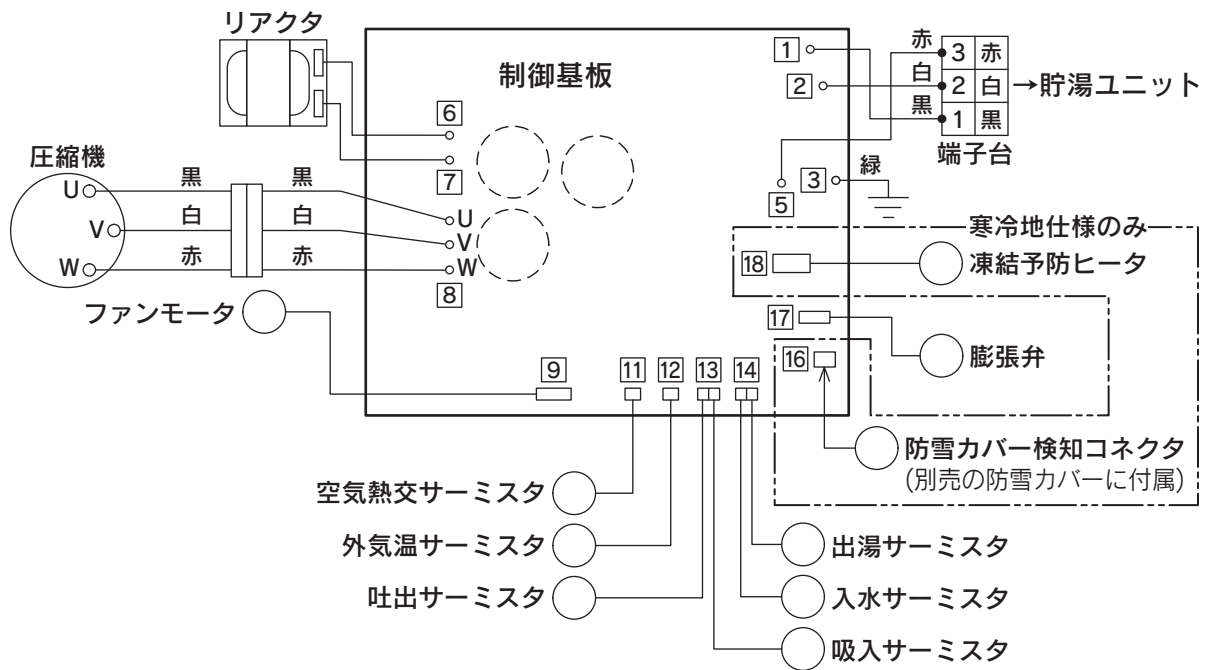 リアクタ
制御基板
1
2
赤
白
黒
3 赤
2 白
1 黒
→貯湯ユニット
端子台
6
7
圧縮機
U
V
W
黒
白
赤
黒
白
赤
U
V
W
8
5
3
緑
寒冷地仕様のみ
18
凍結予防ヒータ
ファンモータ
17
膨張弁
16
9
11
12
13
14
防雪カバー検知コネクタ
(別売の防雪カバーに付属)
空気熱交サーミスタ
外気温サーミスタ
吐出サーミスタ
出湯サーミスタ
入水サーミスタ
吸入サーミスタ